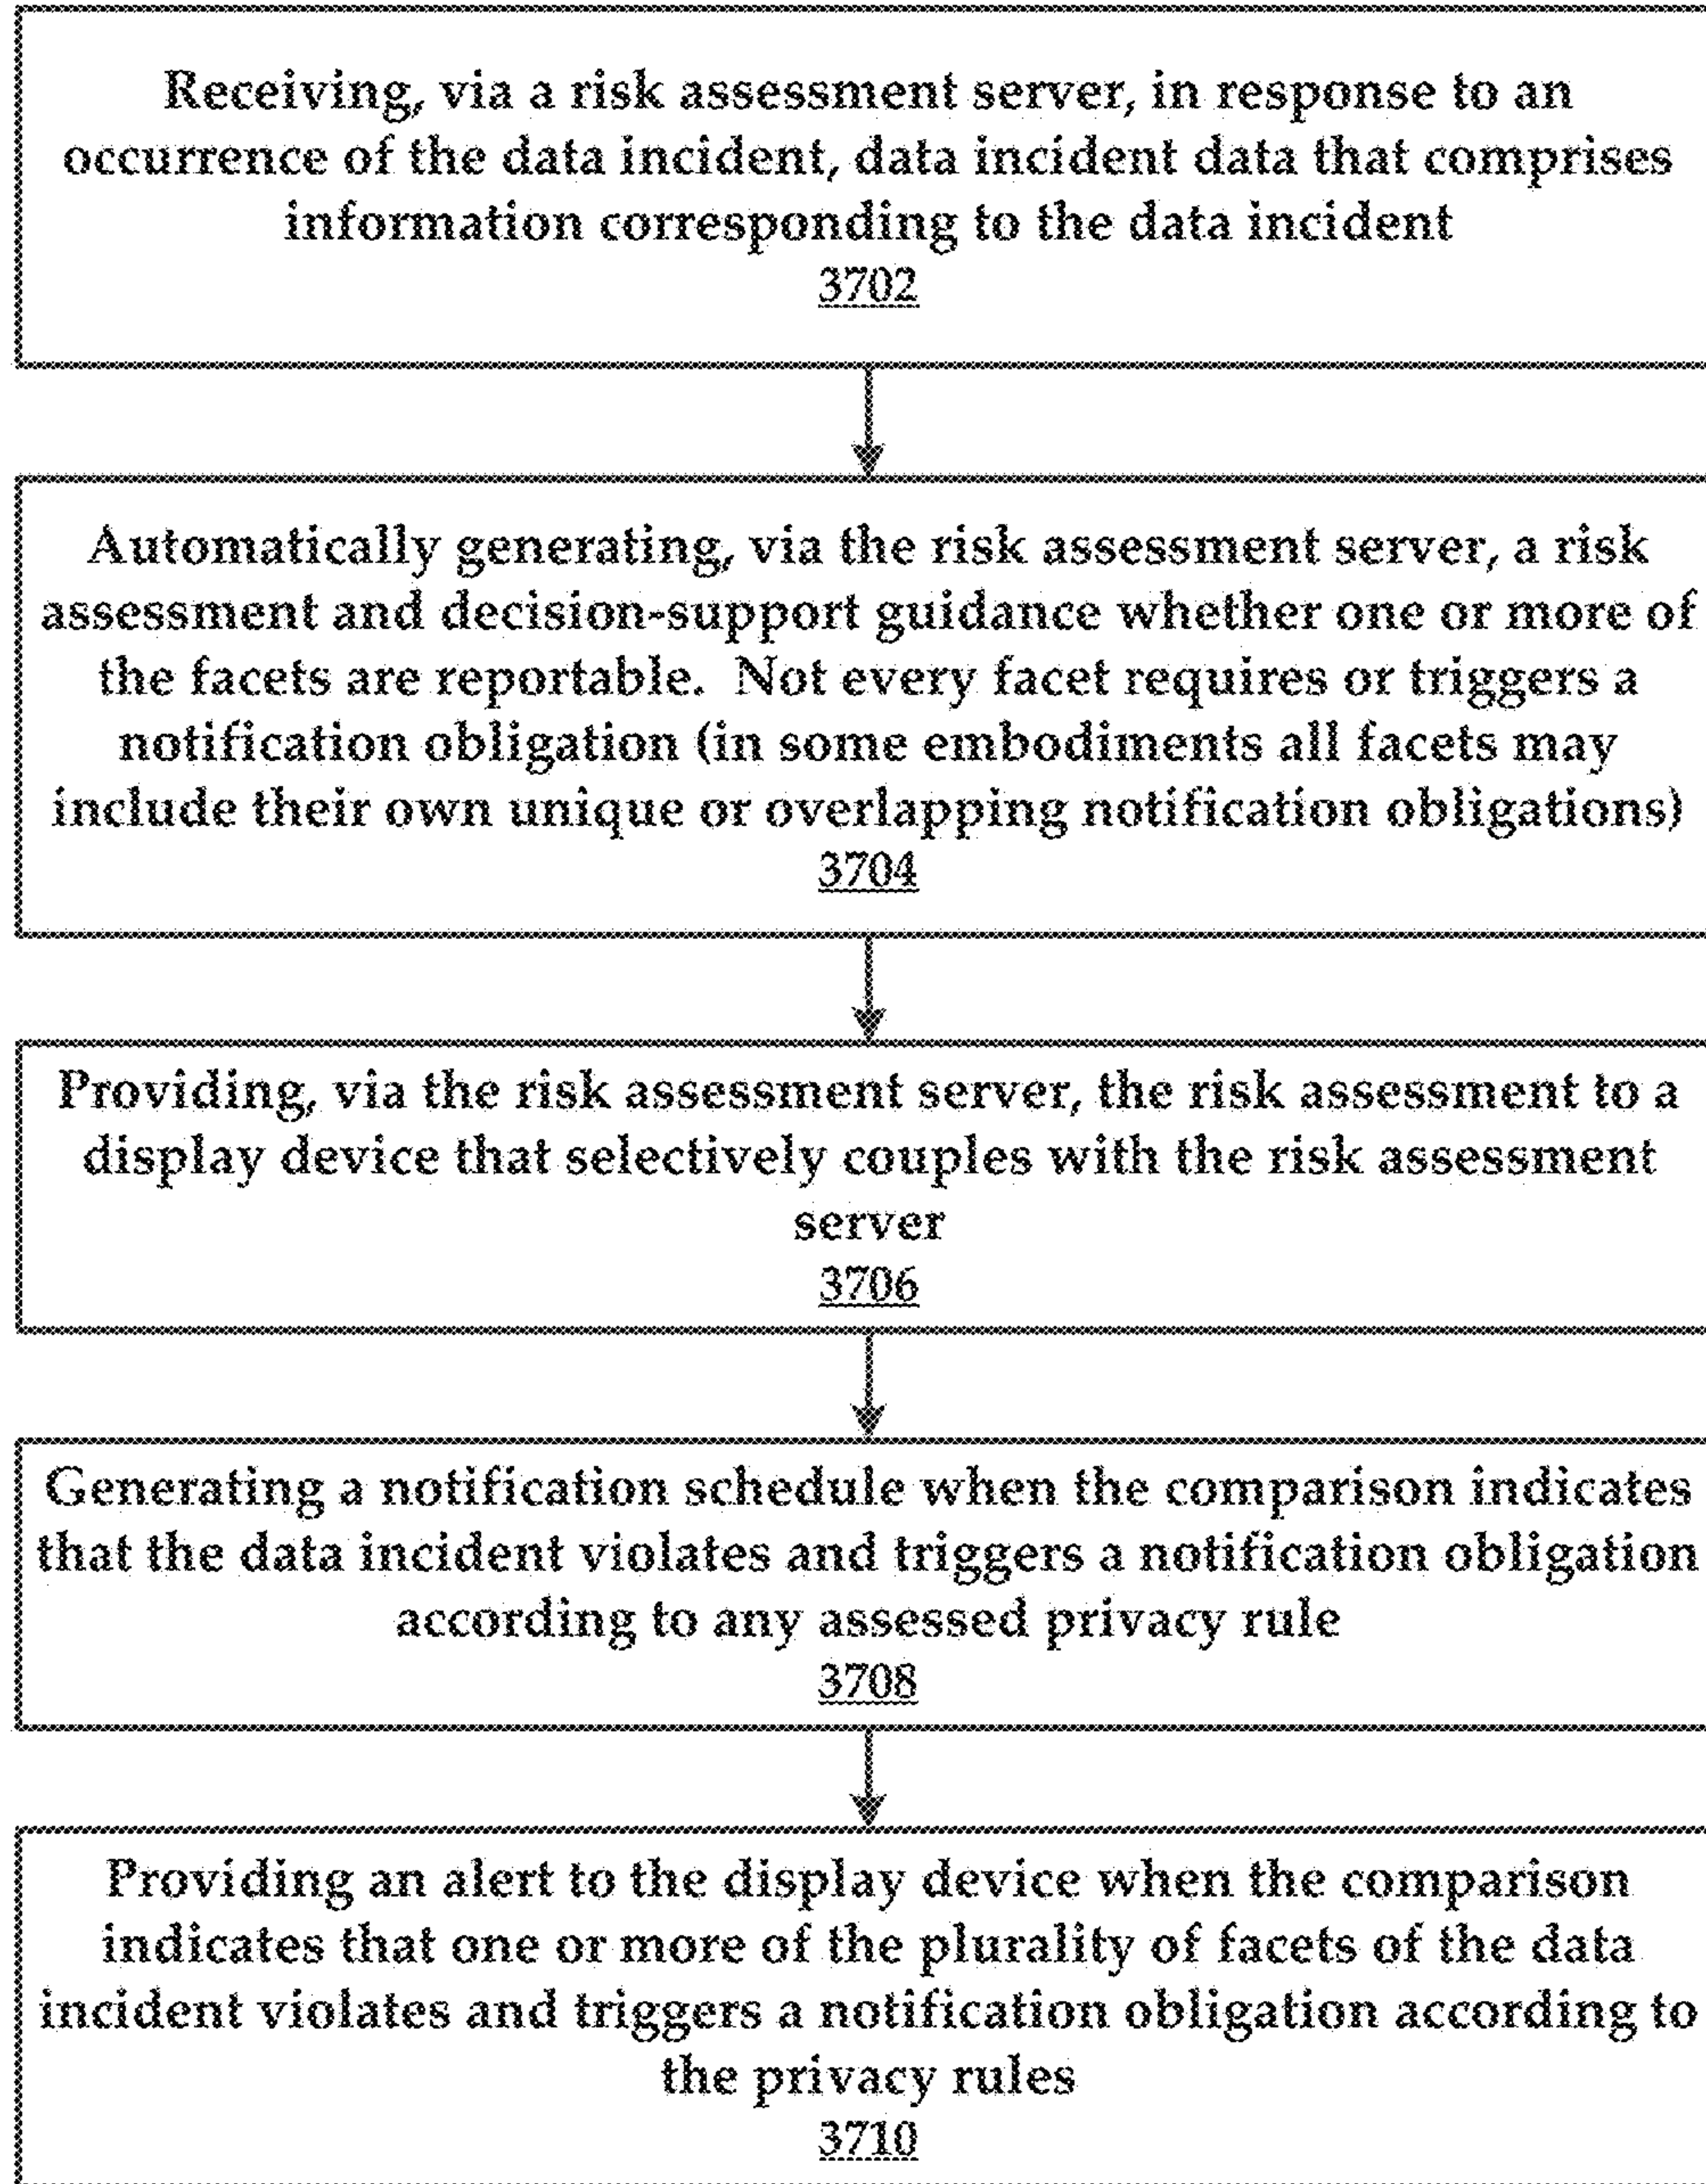 Receiving, via a risk assessment server, in response to an
occurrence of the data incident, data incident data that comprises
information corresponding to the data incident
3702
Automatically generating, via the risk assessment server, a risk
assessment and decision-support guidance whether one or more of
the facets are reportable. Not every facet requires or triggers a
notification obligation (in some embodiments all facets may
include their own unique or overlapping notification obligations)
3704
Providing, via the risk assessment server, the risk assessment to a
display device that selectively couples with the risk assessment
server
3706
Generating a notification schedule when the comparison indicates
that the data incident violates and triggers a notification obligation
according to any assessed privacy rule
3708
Providing an alert to the display device when the comparison
indicates that one or more of the plurality of facets of the data
incident violates and triggers a notification obligation according to
the privacy rules
3710